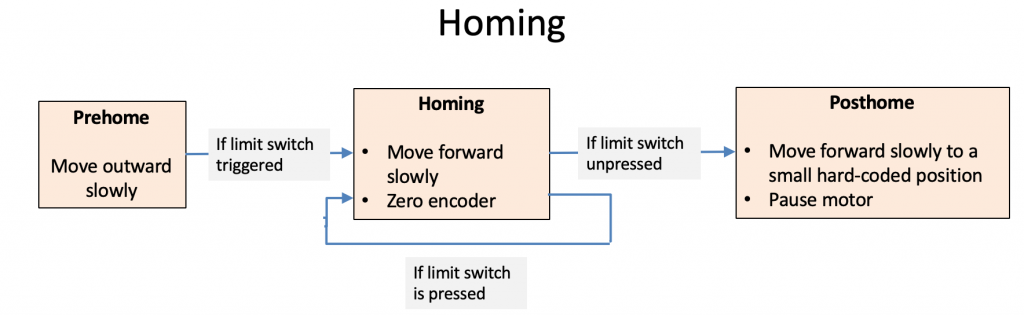 Homing
Prehome
Move outward
slowly
If limit switch
triggered
Homing
• Move forward
slowly
• Zero encoder
If limit switch
unpressed
Posthome
• Move forward slowly to a
small hard-coded position
• Pause motor
If limit switch
is pressed